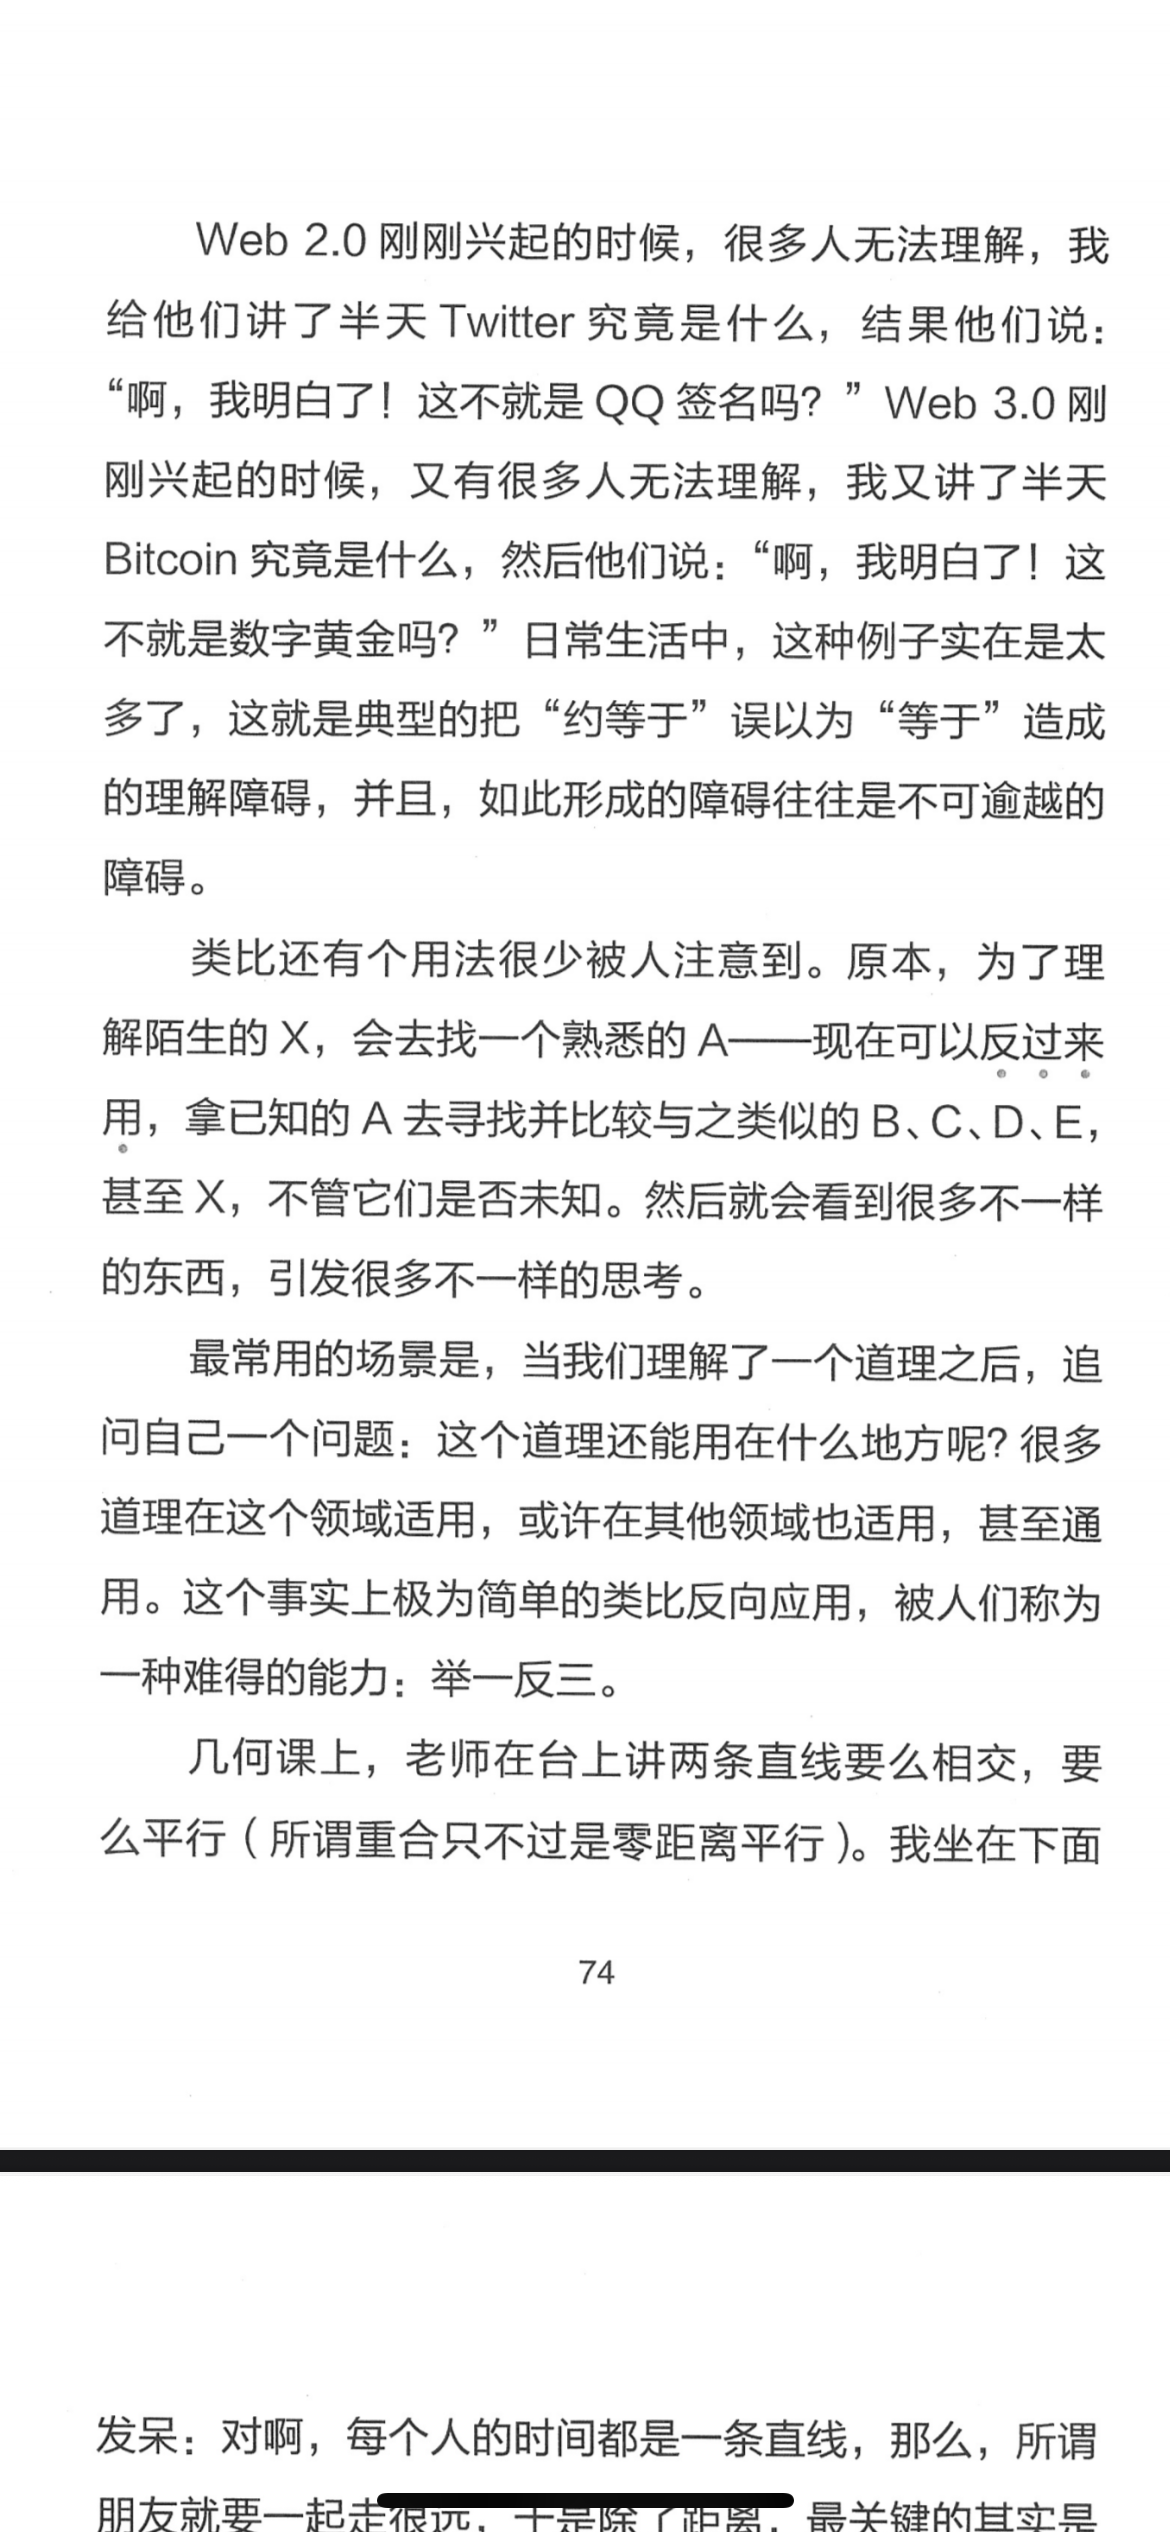 Web 2.0 刚刚兴起的时候，很多人无法理解，我
给他们讲了半天 Twitter 究竟是什么，结果他们说：
“啊，我明白了！这不就是 QQ 签名吗？”Web 3.0 刚
刚兴起的时候，又有很多人无法理解，我又讲了半天
Bitcoin 究竟是什么，然后他们说：“啊，我明白了！这
不就是数字黄金吗？”日常生活中，这种例子实在是太
多了，这就是典型的把“约等于”误以为“等于”造成
的理解障碍，并且，如此形成的障碍往往是不可逾越的
障碍。
类比还有个用法很少被人注意到。原本，为了理
解陌生的 X，会去找一个熟悉的 A——现在可以反过来
用，拿已知的 A 去寻找并比较与之类似的 B、C、D、E，
甚至 X，不管它们是否未知。然后就会看到很多不一样
的东西，引发很多不一样的思考。
最常用的场景是，当我们理解了一个道理之后，追
问自己一个问题：这个道理还能用在什么地方呢？很多
道理在这个领域适用，或许在其他领域也适用，甚至通
用。这个事实上极为简单的类比反向应用，被人们称为
一种难得的能力：举一反三。
几何课上，老师在台上讲两条直线要么相交，要
么平行（所谓重合只不过是零距离平行）。我坐在下面
74
发呆：对啊，每个人的时间都是一条直线，那么，所谓
朋友就要一起走很远，于是除了距离，最关键的其实是